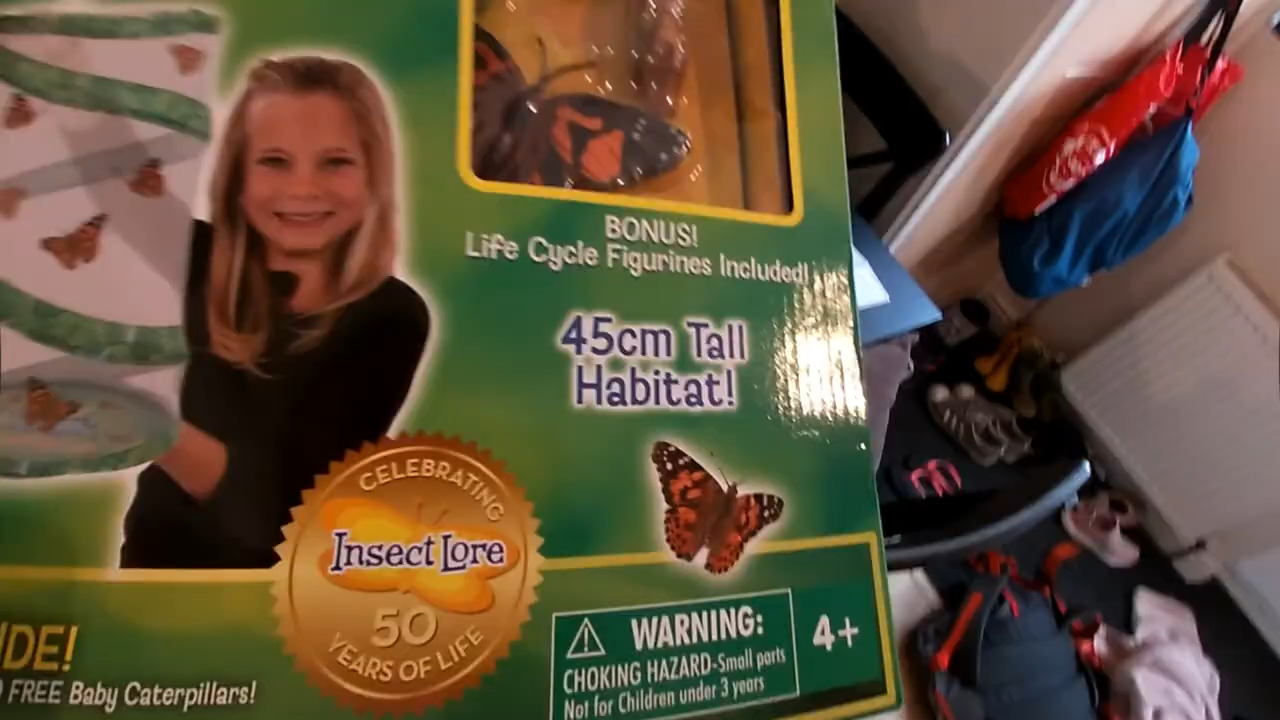 BONUS!
Life Cycle Figurines Included!
45cm Tall
Habitat!
CELEBRATING
Insect Lore
50
YEARS OF LIFE
WARNING:
CHOKING HAZARD-Small parts
Not for Children under 3 years
4+
DE!
FREE Baby Caterpillars!